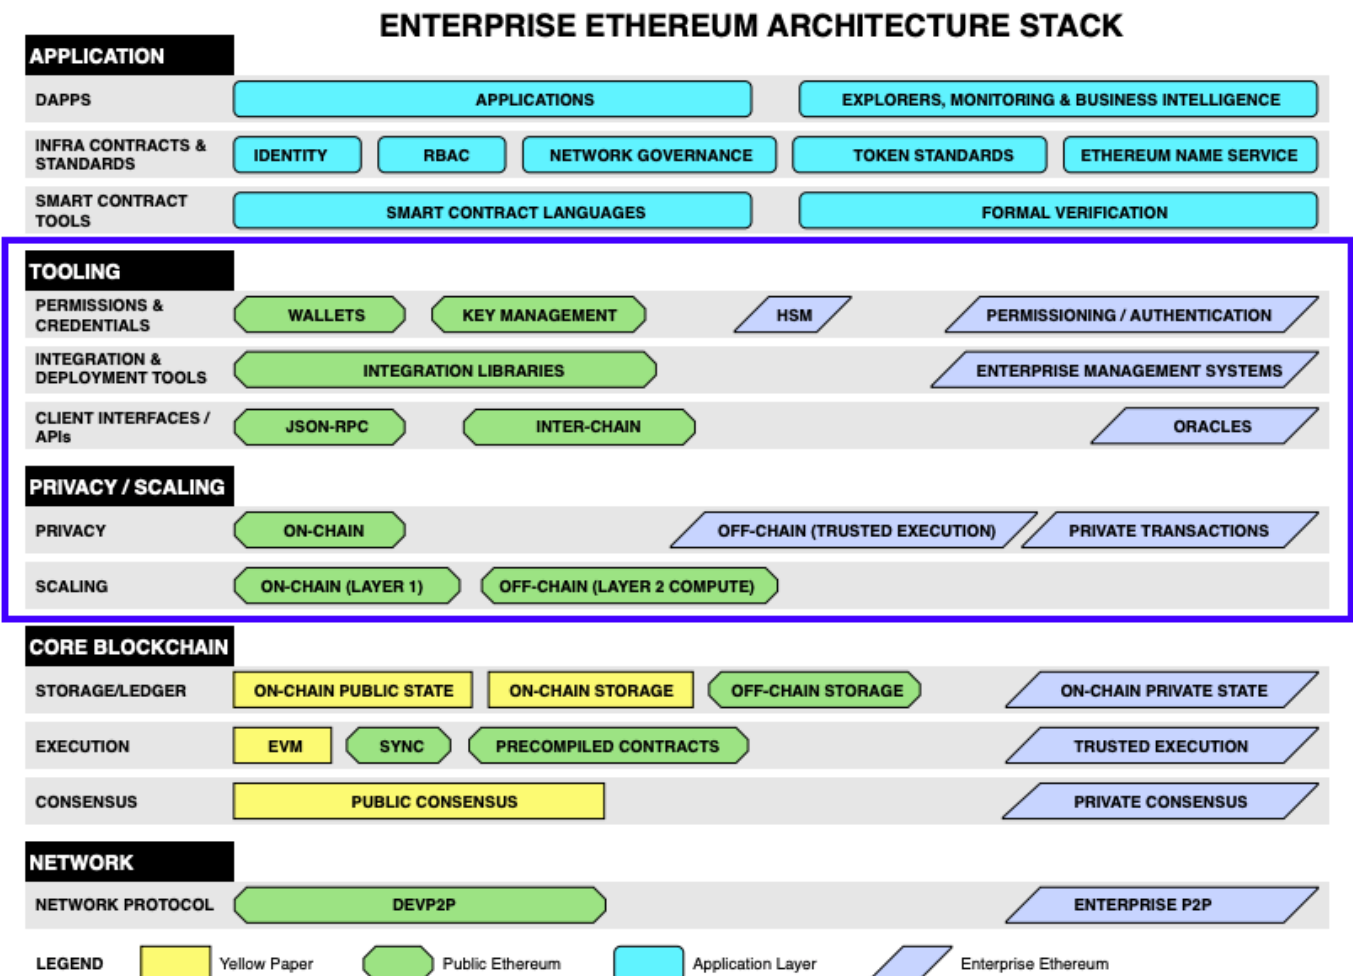 ENTERPRISE ETHEREUM ARCHITECTURE STACK
APPLICATION
DAPPS
APPLICATIONS
EXPLORERS, MONITORING & BUSINESS INTELLIGENCE
INFRA CONTRACTS &
STANDARDS
IDENTITY
RBAC
NETWORK GOVERNANCE
TOKEN STANDARDS
ETHEREUM NAME SERVICE
SMART CONTRACT
TOOLS
SMART CONTRACT LANGUAGES
FORMAL VERIFICATION
TOOLING
PERMISSIONS &
CREDENTIALS
WALLETS
KEY MANAGEMENT
HSM
PERMISSIONING / AUTHENTICATION
INTEGRATION &
DEPLOYMENT TOOLS
INTEGRATION LIBRARIES
ENTERPRISE MANAGEMENT SYSTEMS
CLIENT INTERFACES /
APIs
JSON-RPC
INTER-CHAIN
ORACLES
PRIVACY / SCALING
PRIVACY
ON-CHAIN
OFF-CHAIN (TRUSTED EXECUTION)
PRIVATE TRANSACTIONS
SCALING
ON-CHAIN (LAYER 1)
OFF-CHAIN (LAYER 2 COMPUTE)
CORE BLOCKCHAIN
STORAGE/LEDGER
ON-CHAIN PUBLIC STATE
ON-CHAIN STORAGE
OFF-CHAIN STORAGE
ON-CHAIN PRIVATE STATE
EXECUTION
EVM
SYNC
PRECOMPILED CONTRACTS
TRUSTED EXECUTION
CONSENSUS
PUBLIC CONSENSUS
PRIVATE CONSENSUS
NETWORK
NETWORK PROTOCOL
DEVP2P
ENTERPRISE P2P
LEGEND
Yellow Paper
Public Ethereum
Application Layer
Enterprise Ethereum